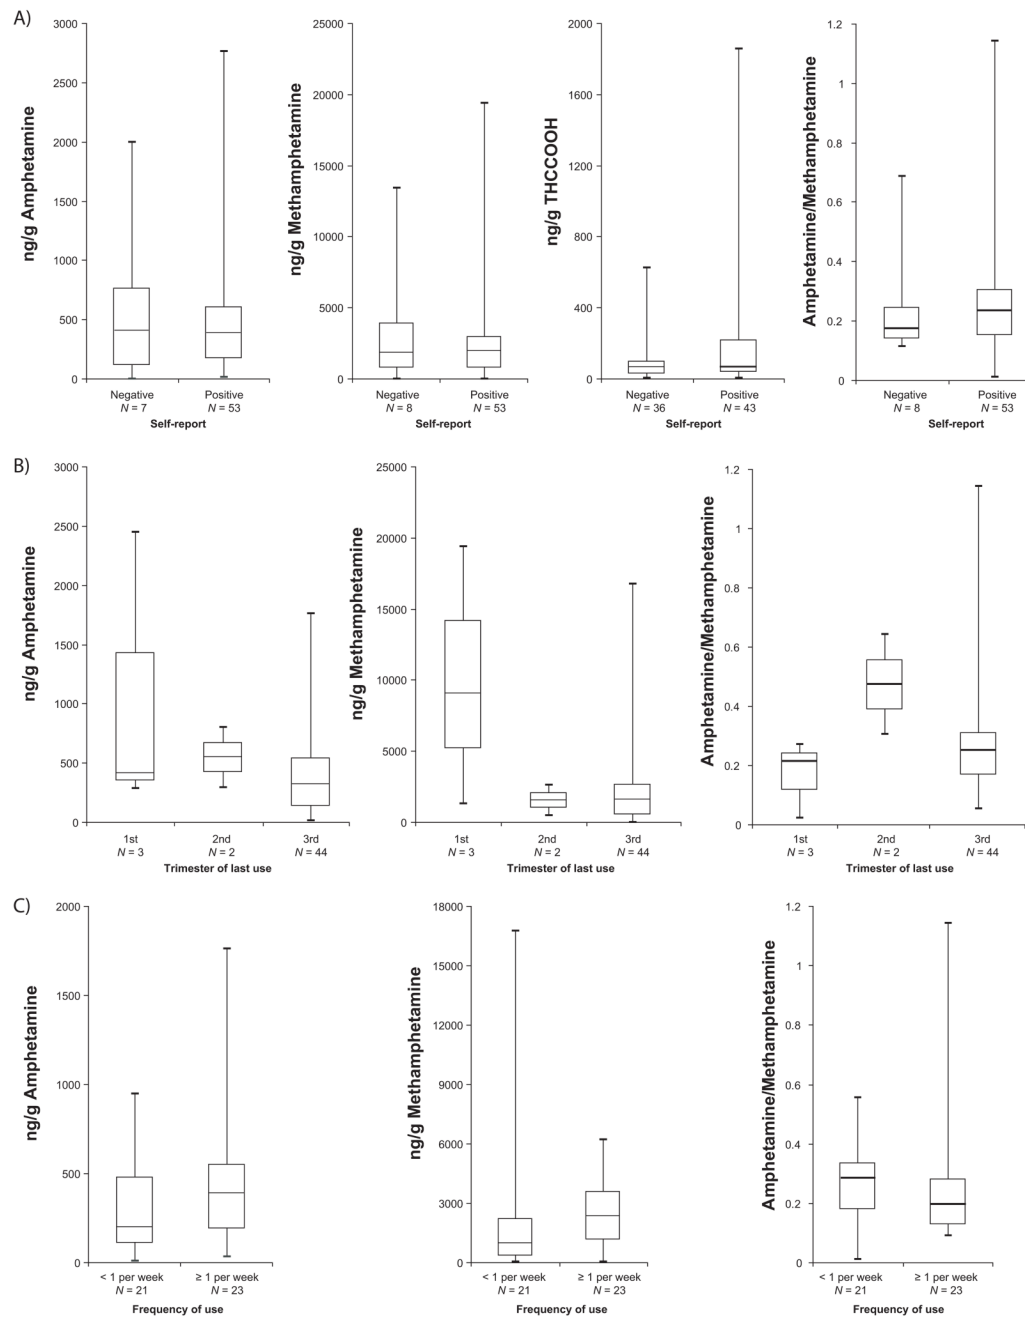 A)
ng/g Amphetamine
3000
2500
2000
1500
1000
500
0
Negative Positive
N = 7 N = 53
Self-report
ng/g Methamphetamine
25000
20000
15000
10000
5000
0
Negative Positive
N = 8 N = 53
Self-report
ng/g THCCOOH
2000
1600
1200
800
400
0
Negative Positive
N = 36 N = 43
Self-report
Amphetamine/Methamphetamine
1.2
1
0.8
0.6
0.4
0.2
0
Negative Positive
N = 8 N = 53
Self-report
B)
ng/g Amphetamine
3000
2500
2000
1500
1000
500
0
1st 2nd 3rd
N = 3 N = 2 N = 44
Trimester of last use
ng/g Methamphetamine
25000
20000
15000
10000
5000
0
1st 2nd 3rd
N = 3 N = 2 N = 44
Trimester of last use
Amphetamine/Methamphetamine
1.2
1
0.8
0.6
0.4
0.2
0
1st 2nd 3rd
N = 3 N = 2 N = 44
Trimester of last use
C)
ng/g Amphetamine
2000
1500
1000
500
0
< 1 per week ≥ 1 per week
N = 21 N = 23
Frequency of use
ng/g Methamphetamine
18000
15000
12000
9000
6000
3000
0
< 1 per week ≥ 1 per week
N = 21 N = 23
Frequency of use
Amphetamine/Methamphetamine
1.2
1
0.8
0.6
0.4
0.2
0
< 1 per week ≥ 1 per week
N = 21 N = 23
Frequency of use